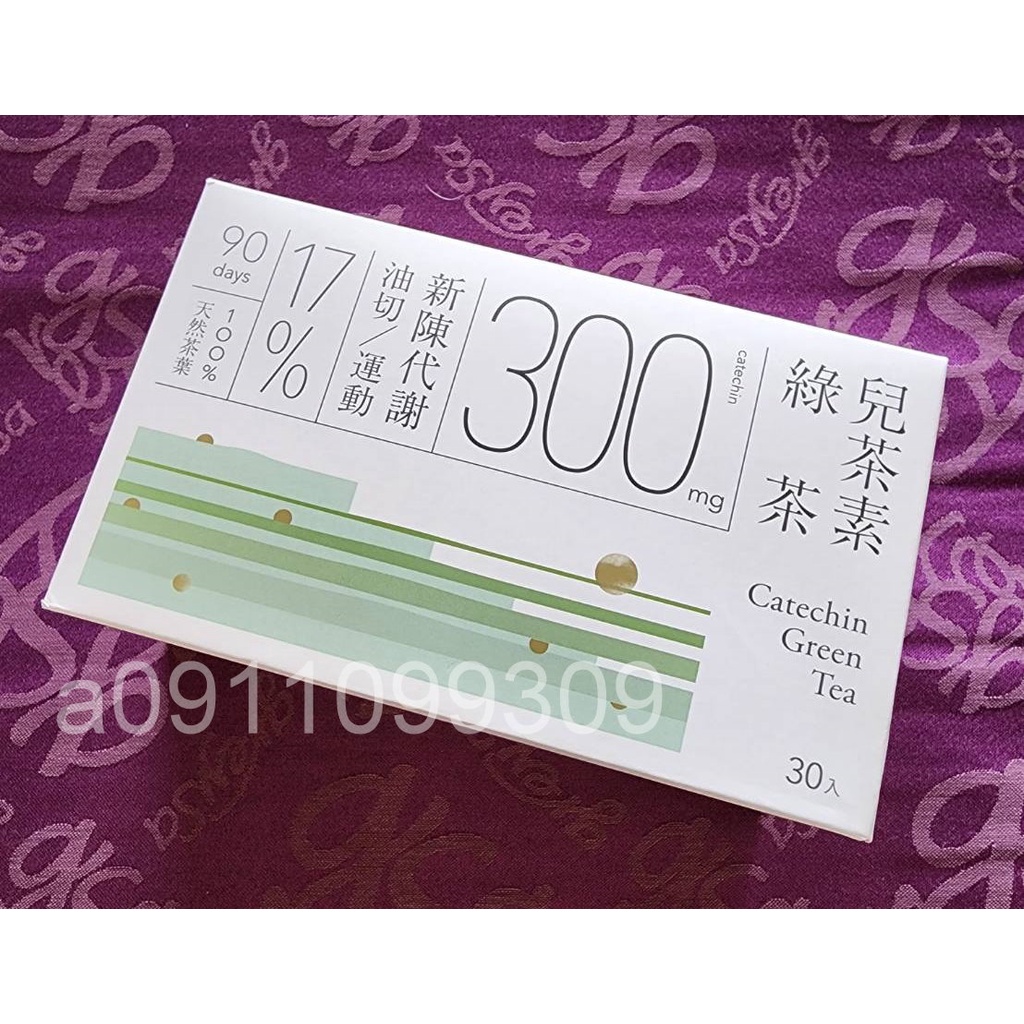 兒茶素
綠茶
Catechin
Green
Tea
30入
catechin
300
mg
新陳代謝
油切／運動
17
%
90
days
100%
天然茶葉
a0911099309